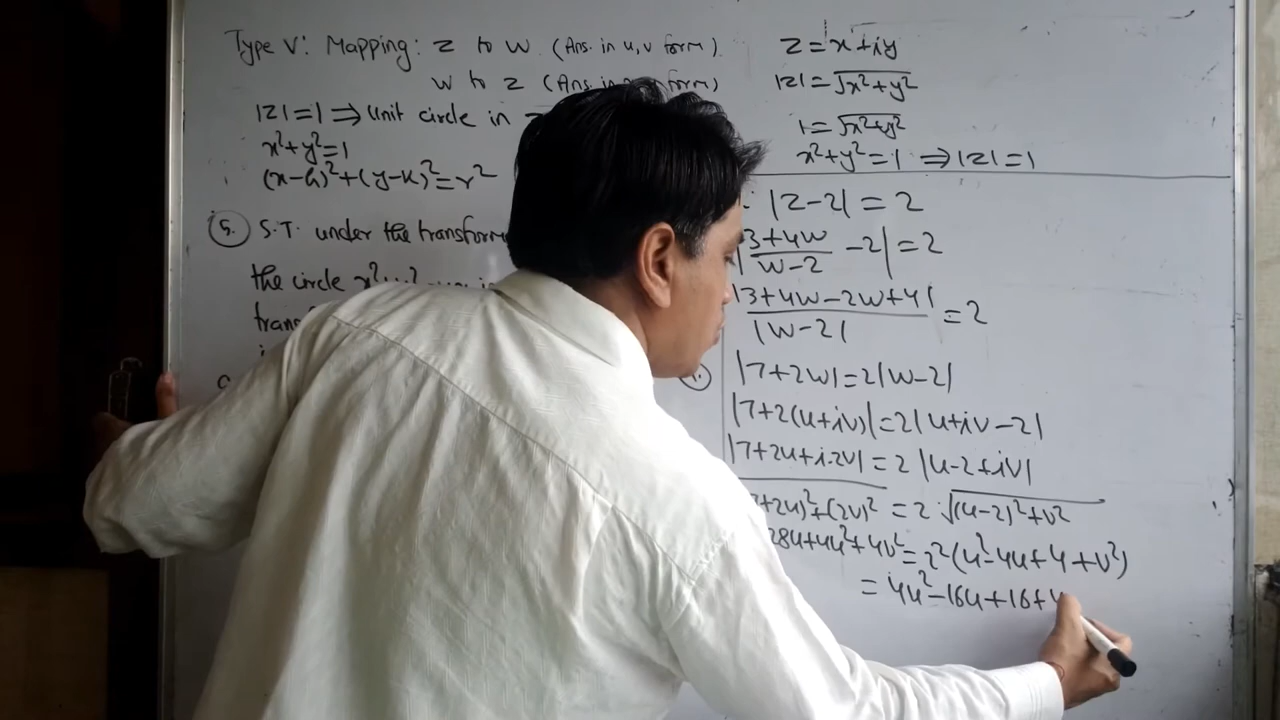 Type V: Mapping: z to w (Ans. in u, v form)
w to z (Ans. in form)
|z|=1 ⇒ Unit circle in
x²+y²=1
(x-h)²+(y-k)²=r²
5. S.T. under the transform
the circle x²
z = x+iy
|z| = √x²+y²
1 = √x²+y²
x²+y²=1 ⇒ |z|=1
|z-2| = 2
|3+4w / w-2 - 2| = 2
|3+4w-2w+4| / |w-2| = 2
|7+2w| = 2|w-2|
|7+2(u+iv)| = 2|u+iv-2|
|7+2u+i.2v| = 2|u-2+iv|
+2u)²+(2v)² = 2 √(u-2)²+v²
28u+4u²+4v² = 2²(u²-4u+4+v²)
= 4u²-16u+16+